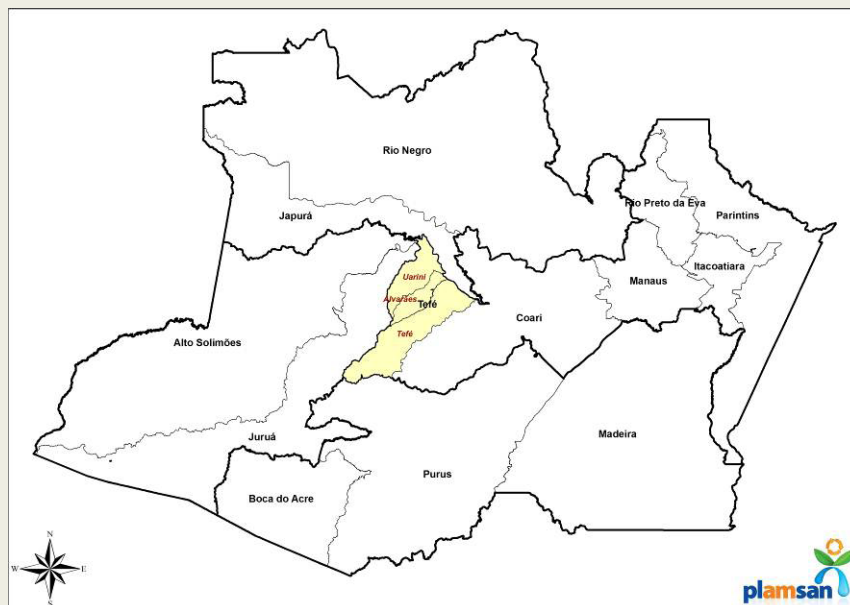 Rio Negro
Rio Preto da Eva
Parintins
Japurá
Itacoatiara
Uarini
Manaus
Alvarães
Tefé
Coari
Tefé
Alto Solimões
Juruá
Madeira
Purus
Boca do Acre
N
W E
S
plamsan